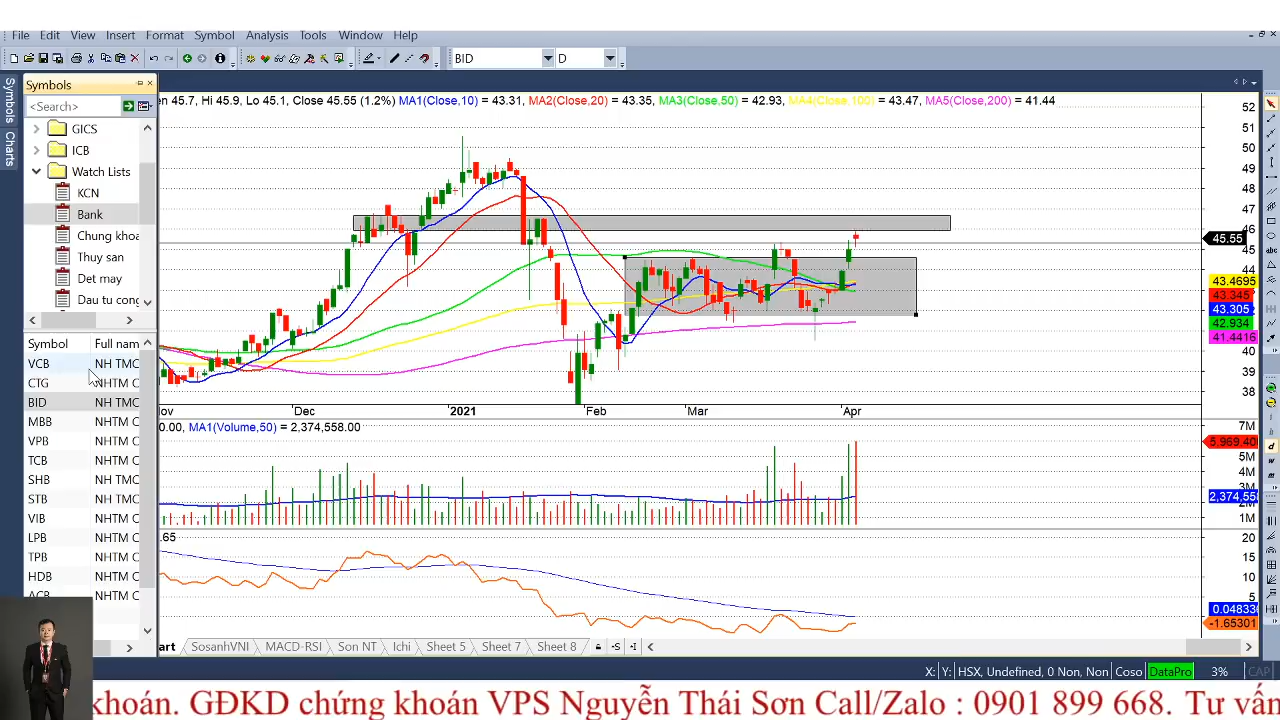 File Edit View Insert Format Symbol Analysis Tools Window Help
BID D
Symbols
Charts
Symbols
<Search>
GICS
ICB
Watch Lists
KCN
Bank
Chung khoa
Thuy san
Det may
Dau tu cong
Symbol Full nam
VCB NH TMC
CTG NHTM C
BID NH TMC
MBB NHTM C
VPB NHTM C
TCB NHTM C
SHB NH TMC
STB NH TMC
VIB NHTM C
LPB NHTM C
TPB NHTM C
HDB NHTM C
ACB NHTM C
en 45.7, Hi 45.9, Lo 45.1, Close 45.55 (1.2%) MA1(Close,10) = 43.31, MA2(Close,20) = 43.35, MA3(Close,50) = 42.93, MA4(Close,100) = 43.47, MA5(Close,200) = 41.44
52
51
50
49
48
47
46
45.55
44
43.4695
43.345
43.305
42.934
41.4416
40
39
38
ov Dec 2021 Feb Mar Apr
0.00, MA1(Volume,50) = 2,374,558.00
7M
5,969,40
5M
4M
3M
2,374,55
1M
.65
20
15
10
5
0.04833
-1.65301
art SosanhVNI MACD-RSI Son NT Ichi Sheet 5 Sheet 7 Sheet 8
X: Y: HSX, Undefined, 0 Non, Non Coso DataPro 3% CAP
khoán. GĐKD chứng khoán VPS Nguyễn Thái Sơn Call/Zalo : 0901 899 668. Tư vấn